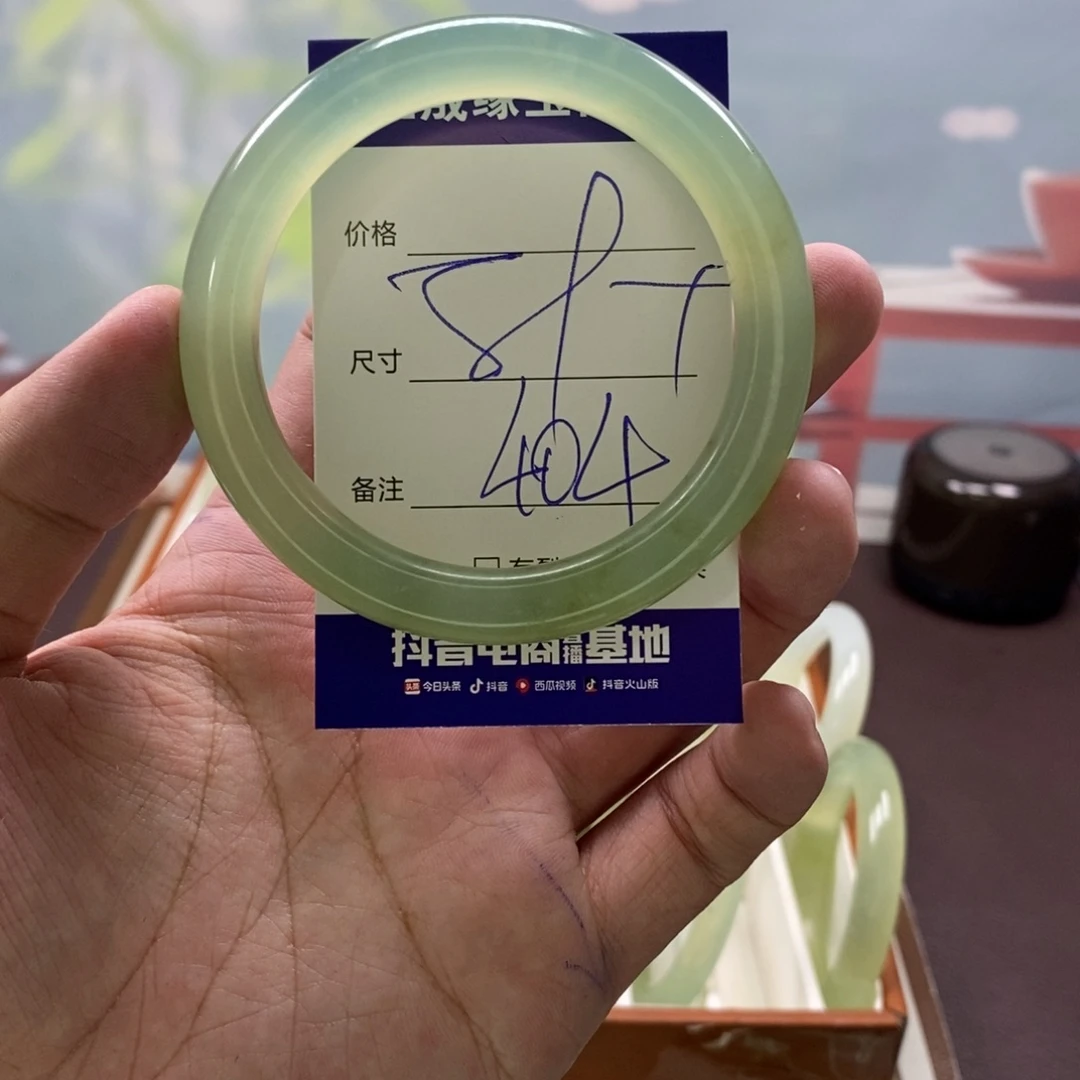 成缘玉
价格
尺寸
备注 404
抖音电商直播基地
今日头条 抖音 西瓜视频 抖音火山版